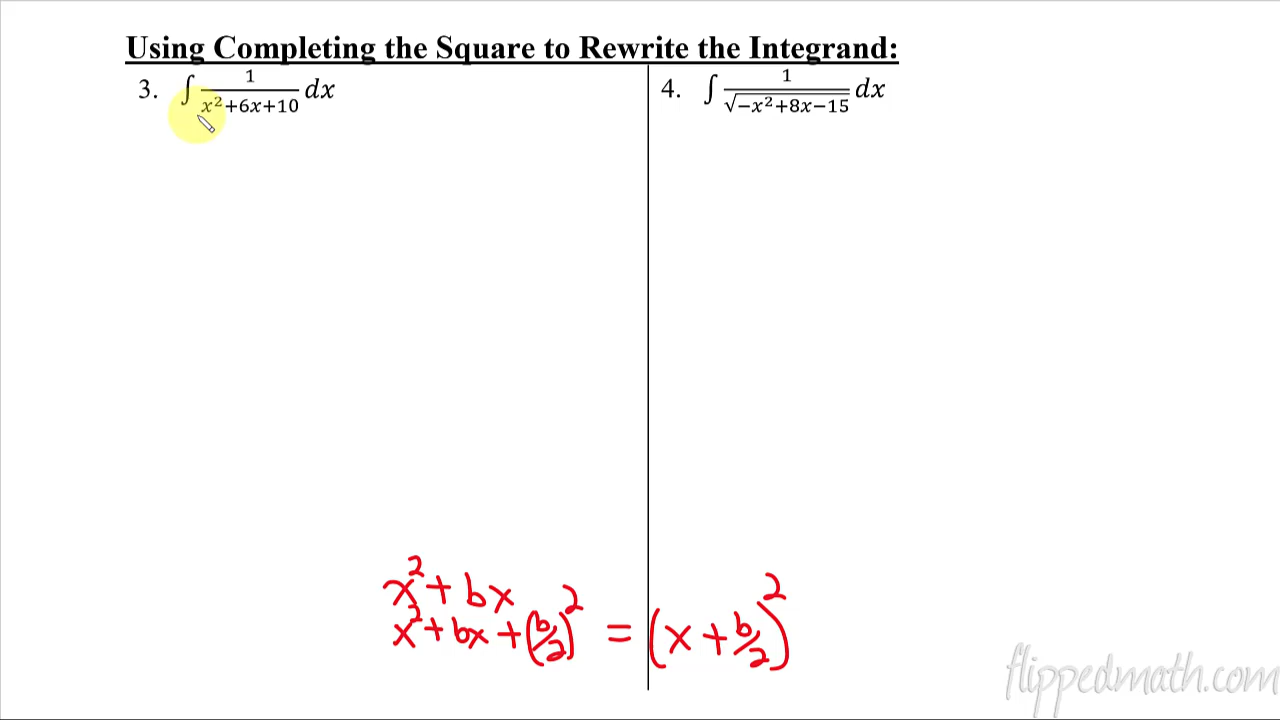 Using Completing the Square to Rewrite the Integrand:
3. ∫ 1/(x²+6x+10) dx
4. ∫ 1/√(−x²+8x−15) dx
x² + bx
x² + bx + (b/2)² = (x + b/2)²
flippedmath.com